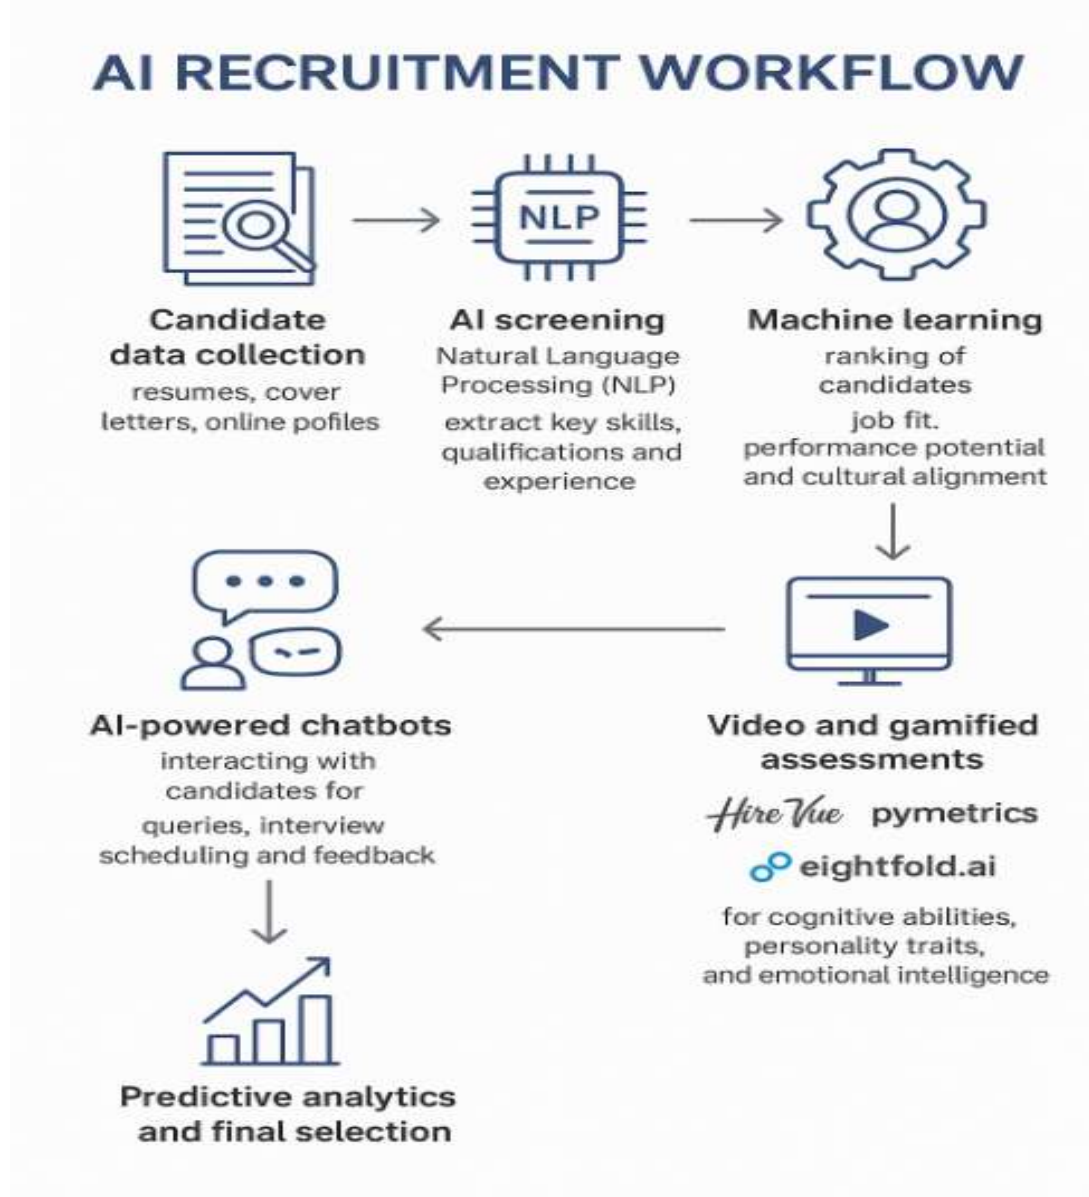 AI RECRUITMENT WORKFLOW
NLP
Candidate
data collection
resumes, cover
letters, online pofiles
AI screening
Natural Language
Processing (NLP)
extract key skills,
qualifications and
experience
Machine learning
ranking of
candidates
job fit.
performance potential
and cultural alignment
Video and gamified
assessments
HireVue pymetrics
eightfold.ai
for cognitive abilities,
personality traits,
and emotional intelligence
AI-powered chatbots
interacting with
candidates for
queries, interview
scheduling and feedback
Predictive analytics
and final selection